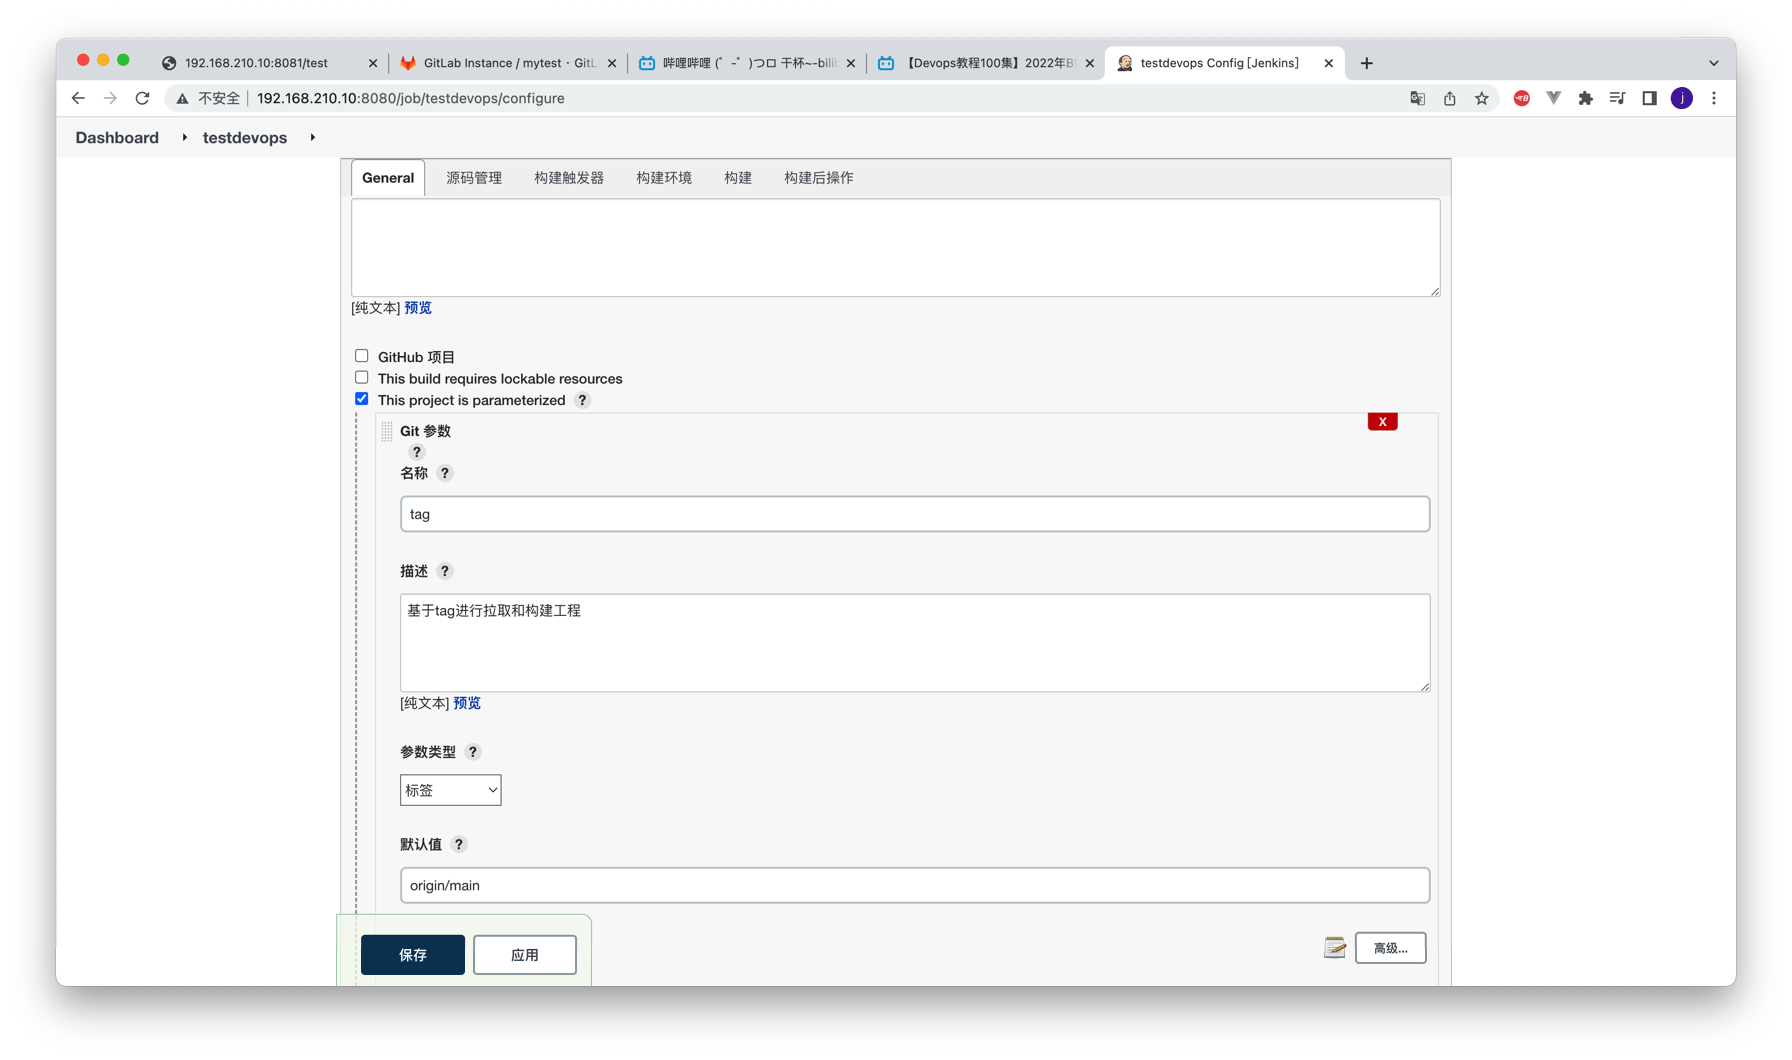 192.168.210.10:8081/test
GitLab Instance / mytest · GitL
哔哩哔哩 (゜-゜)つロ 干杯~-bili
【Devops教程100集】2022年B
testdevops Config [Jenkins]
不安全
192.168.210.10:8080/job/testdevops/configure
j
Dashboard
testdevops
General
源码管理
构建触发器
构建环境
构建
构建后操作
[纯文本] 预览
GitHub 项目
This build requires lockable resources
This project is parameterized ?
X
Git 参数
?
名称 ?
tag
描述 ?
基于tag进行拉取和构建工程
[纯文本] 预览
参数类型 ?
标签
默认值 ?
origin/main
保存
应用
高级...